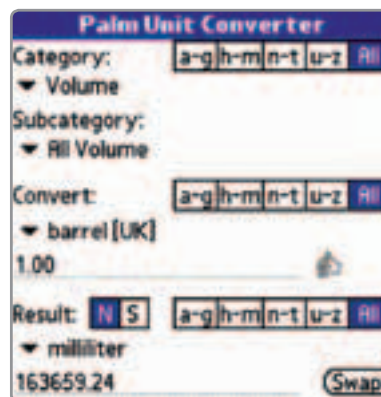 Palm Unit Converter
Category: a-g h-m n-t u-z All
Volume
Subcategory:
All Volume
Convert: a-g h-m n-t u-z All
barrel [UK]
1.00
Result: N S a-g h-m n-t u-z All
milliliter
163659.24 Swap